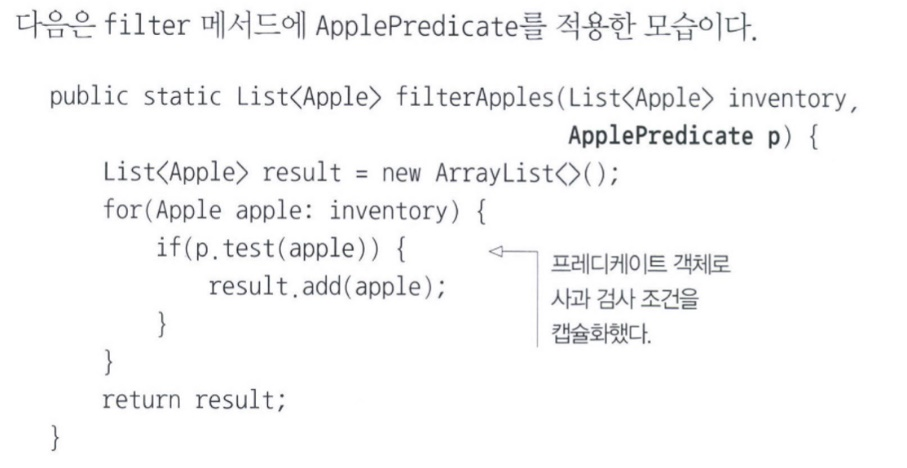 다음은 filter 메서드에 ApplePredicate를 적용한 모습이다.
public static List<Apple> filterApples(List<Apple> inventory,
ApplePredicate p) {
List<Apple> result = new ArrayList<>();
for(Apple apple: inventory) {
if(p.test(apple)) {
result.add(apple);
}
}
return result;
}
프레디케이트 객체로
사과 검사 조건을
캡슐화했다.